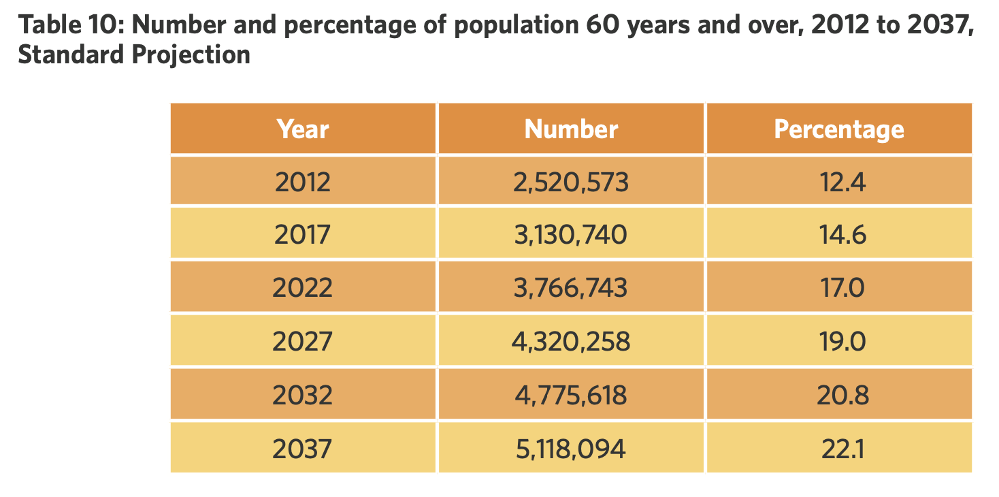 Table 10: Number and percentage of population 60 years and over, 2012 to 2037,
Standard Projection
Year Number Percentage
2012 2,520,573 12.4
2017 3,130,740 14.6
2022 3,766,743 17.0
2027 4,320,258 19.0
2032 4,775,618 20.8
2037 5,118,094 22.1